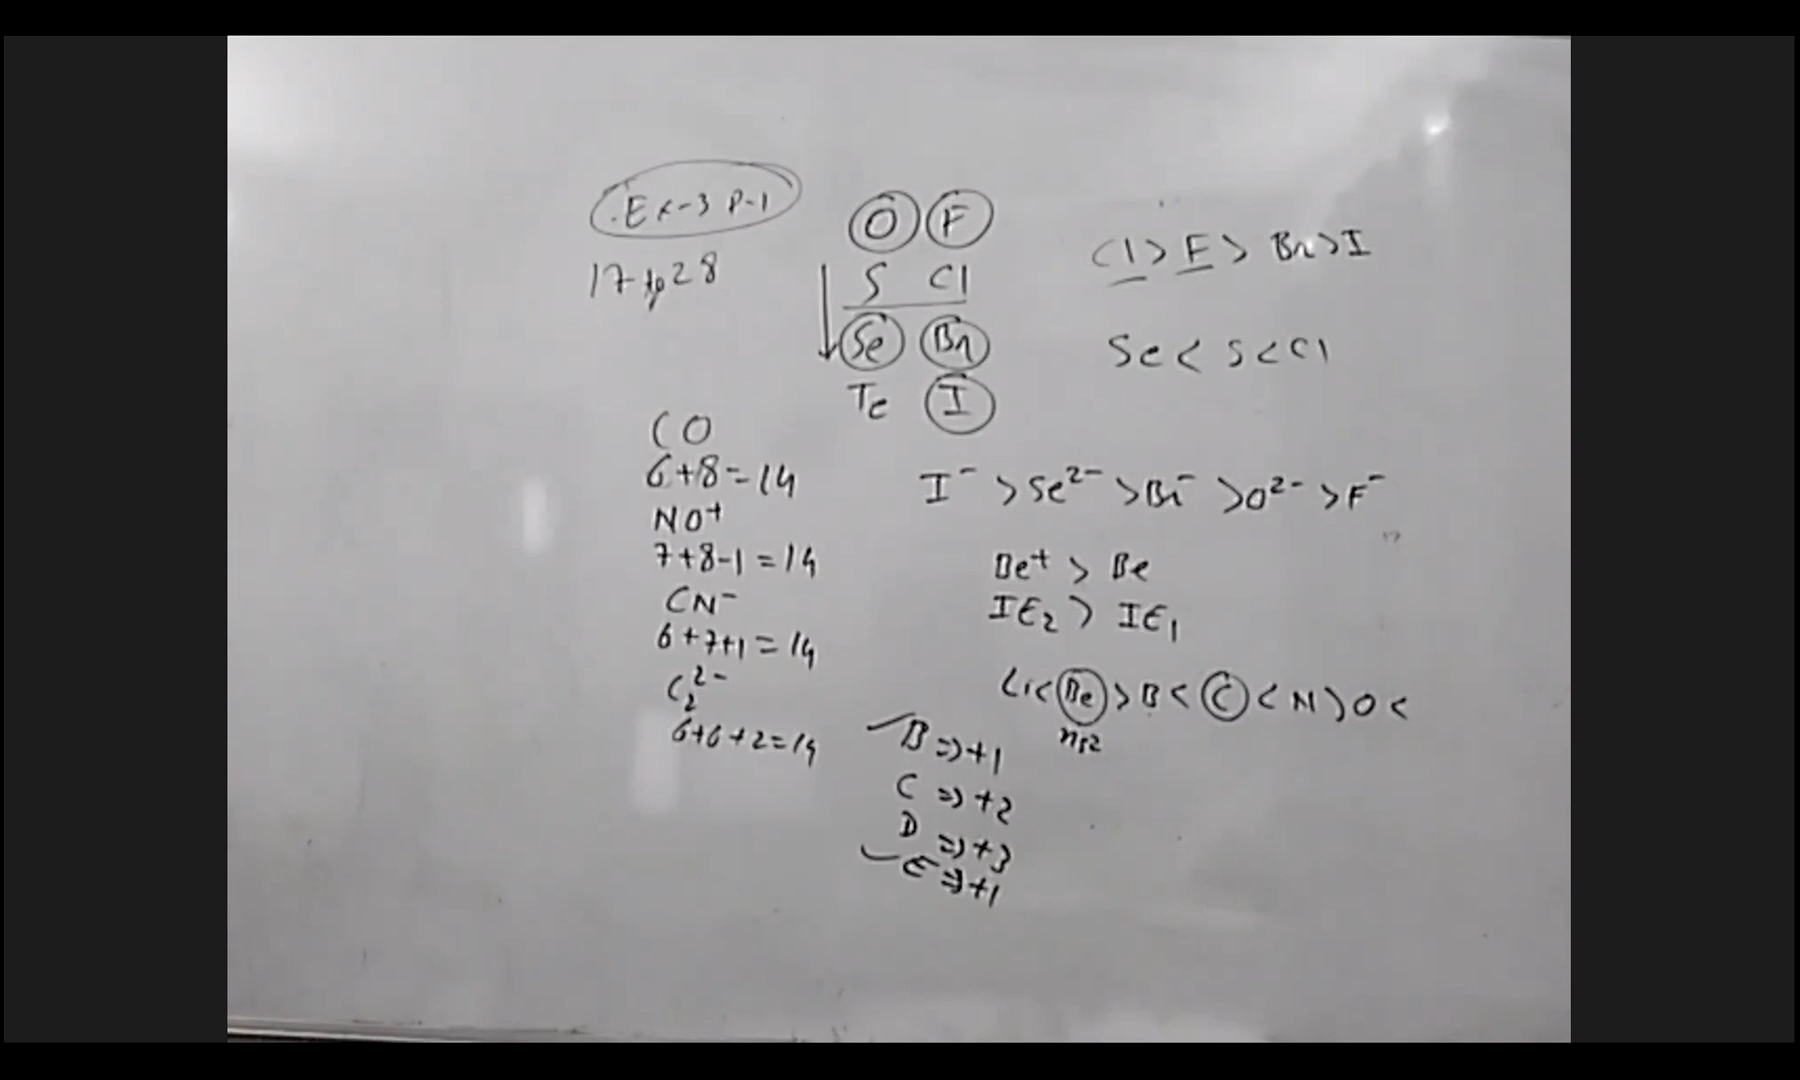 Ex-3 P-1
17 to 28
O F
S Cl
Se Br
Te I
Cl > F > Br > I
Se < S < Cl
CO
6+8=14
NO+
7+8-1=14
CN-
6+7+1=14
C2 2-
6+6+2=14
I- > Se2- > Br- > O2- > F-
Be+ > Be
IE2 > IE1
Li < Be > B < C < N > O <
ns2
B => +1
C => +2
D => +3
E => +1